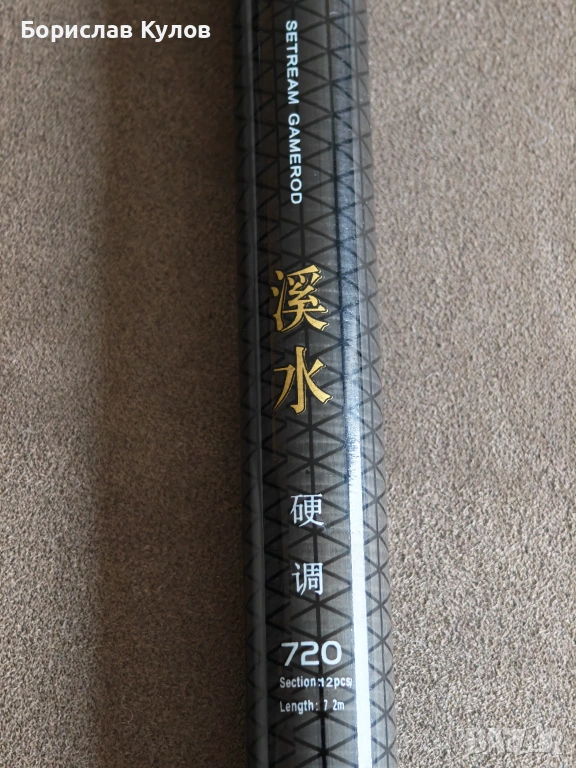 Борислав Кулов
SETREAM GAMEROD
溪水
硬调
720
Section:12pcs
Length: 7 2m